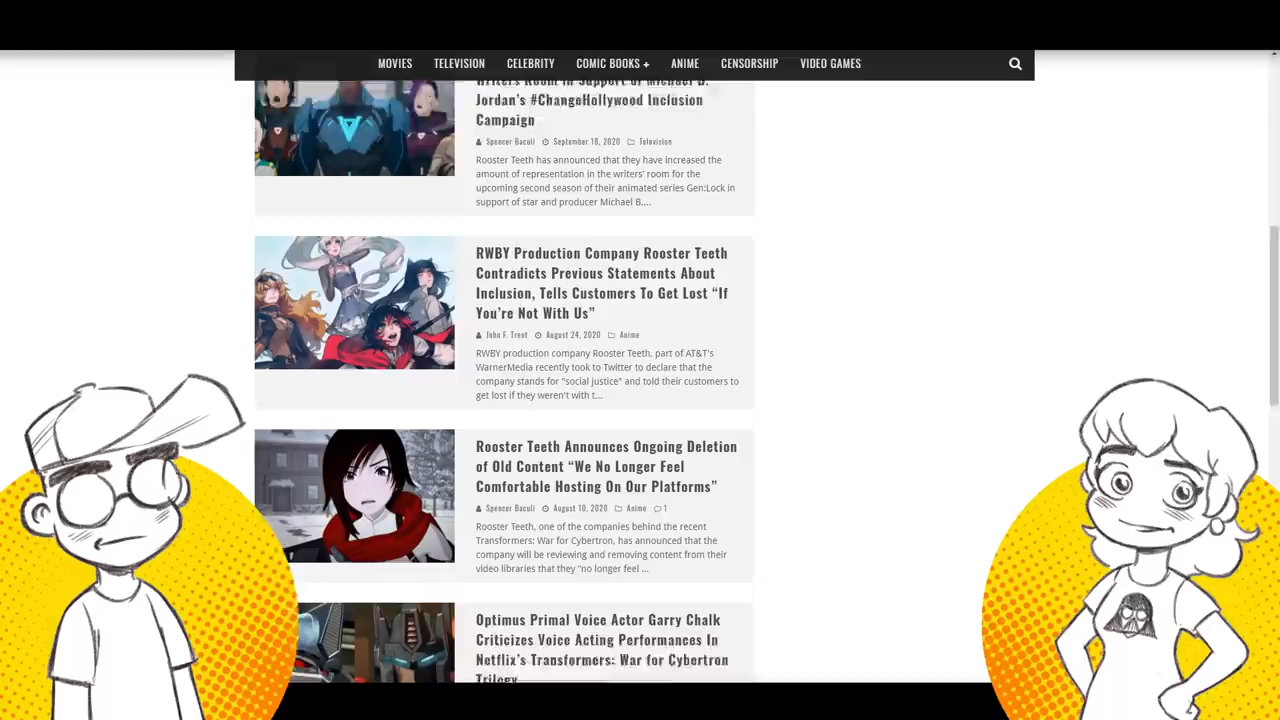 MOVIES TELEVISION CELEBRITY COMIC BOOKS + ANIME CENSORSHIP VIDEO GAMES
Writers Room In Support of Michael B.
Jordan's #ChangeHollywood Inclusion
Campaign
Spencer Baculi September 18, 2020 Television
Rooster Teeth has announced that they have increased the
amount of representation in the writers' room for the
upcoming second season of their animated series Gen:Lock in
support of star and producer Michael B....
RWBY Production Company Rooster Teeth
Contradicts Previous Statements About
Inclusion, Tells Customers To Get Lost “If
You’re Not With Us”
John F. Trent August 24, 2020 Anime
RWBY production company Rooster Teeth, part of AT&T's
WarnerMedia recently took to Twitter to declare that the
company stands for "social justice" and told their customers to
get lost if they weren't with t...
Rooster Teeth Announces Ongoing Deletion
of Old Content “We No Longer Feel
Comfortable Hosting On Our Platforms”
Spencer Baculi August 10, 2020 Anime 1
Rooster Teeth, one of the companies behind the recent
Transformers: War for Cybertron, has announced that the
company will be reviewing and removing content from their
video libraries that they “no longer feel ...
Optimus Primal Voice Actor Garry Chalk
Criticizes Voice Acting Performances In
Netflix’s Transformers: War for Cybertron
Trilogy